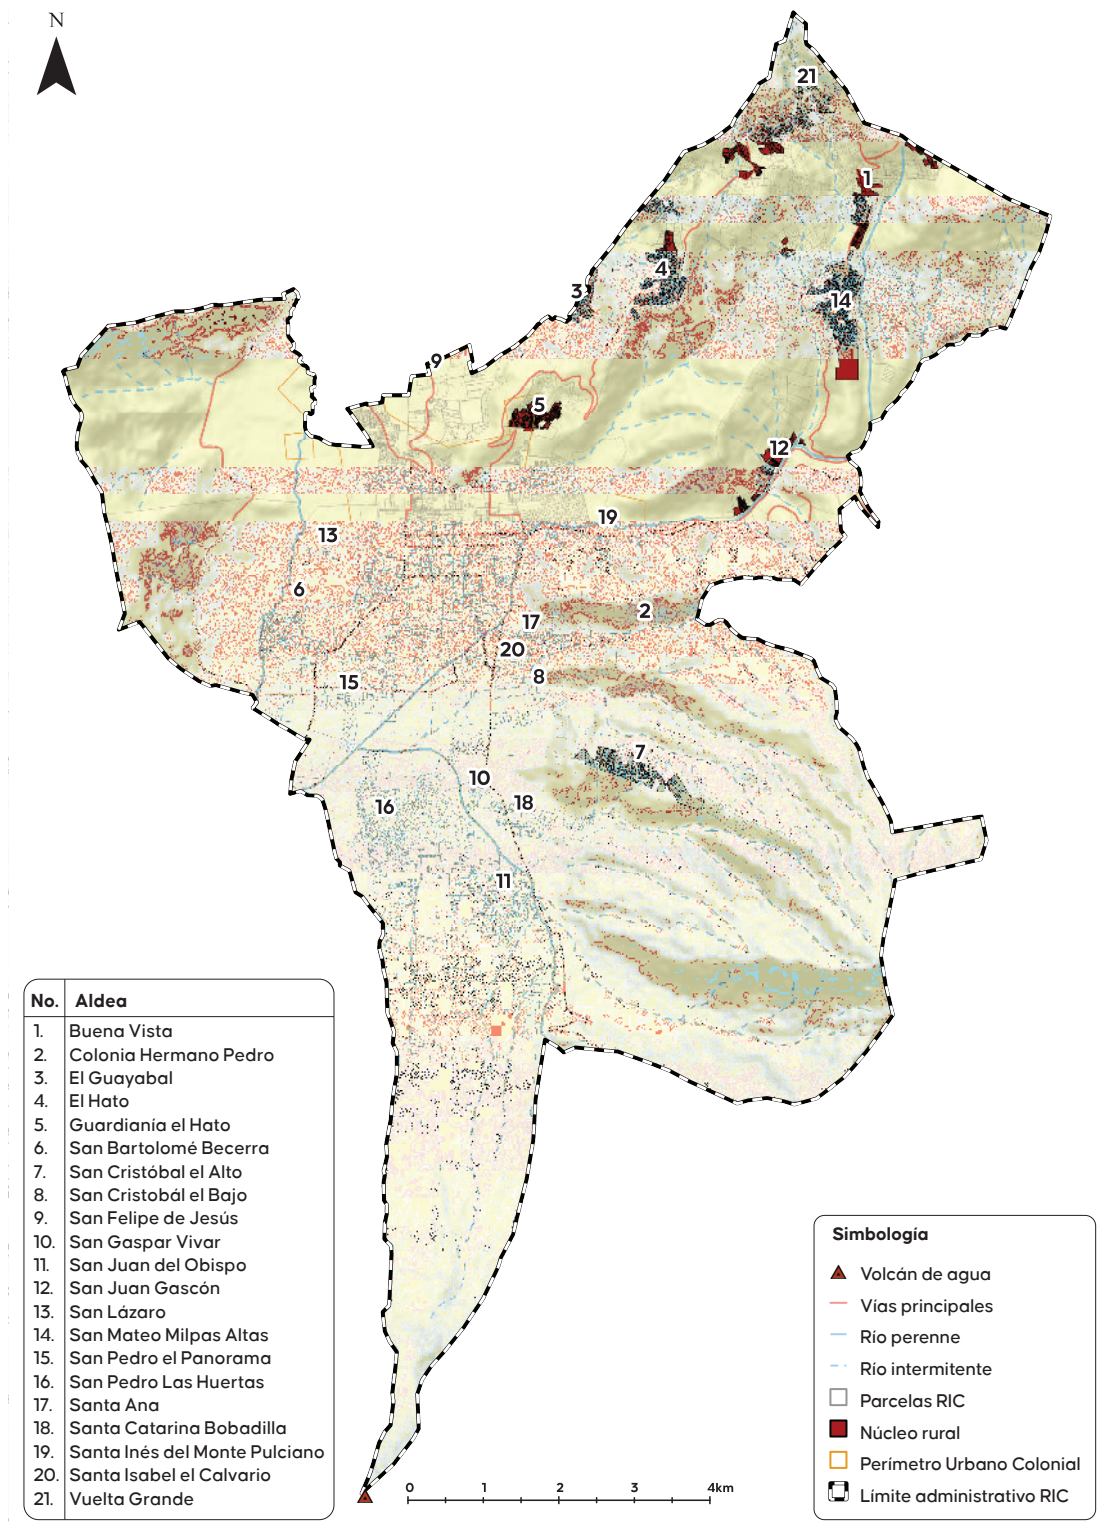 N
21
1
4
3
14
9
5
12
19
13
6
2
17
20
8
15
7
10
18
16
11
No. Aldea
1. Buena Vista
2. Colonia Hermano Pedro
3. El Guayabal
4. El Hato
5. Guardianía el Hato
6. San Bartolomé Becerra
7. San Cristóbal el Alto
8. San Cristobál el Bajo
9. San Felipe de Jesús
10. San Gaspar Vivar
11. San Juan del Obispo
12. San Juan Gascón
13. San Lázaro
14. San Mateo Milpas Altas
15. San Pedro el Panorama
16. San Pedro Las Huertas
17. Santa Ana
18. Santa Catarina Bobadilla
19. Santa Inés del Monte Pulciano
20. Santa Isabel el Calvario
21. Vuelta Grande
0 1 2 3 4km
Simbología
Volcán de agua
Vías principales
Río perenne
Río intermitente
Parcelas RIC
Núcleo rural
Perímetro Urbano Colonial
Límite administrativo RIC